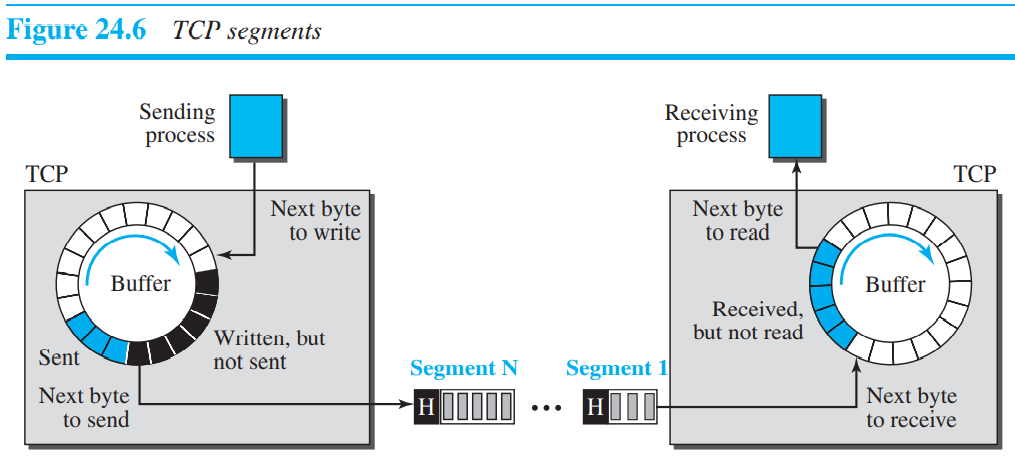 Figure 24.6 TCP segments
Sending
process
Receiving
process
TCP
TCP
Next byte
to write
Next byte
to read
Buffer
Buffer
Written, but
not sent
Received,
but not read
Sent
Segment N
Segment 1
Next byte
to send
H
...
H
Next byte
to receive